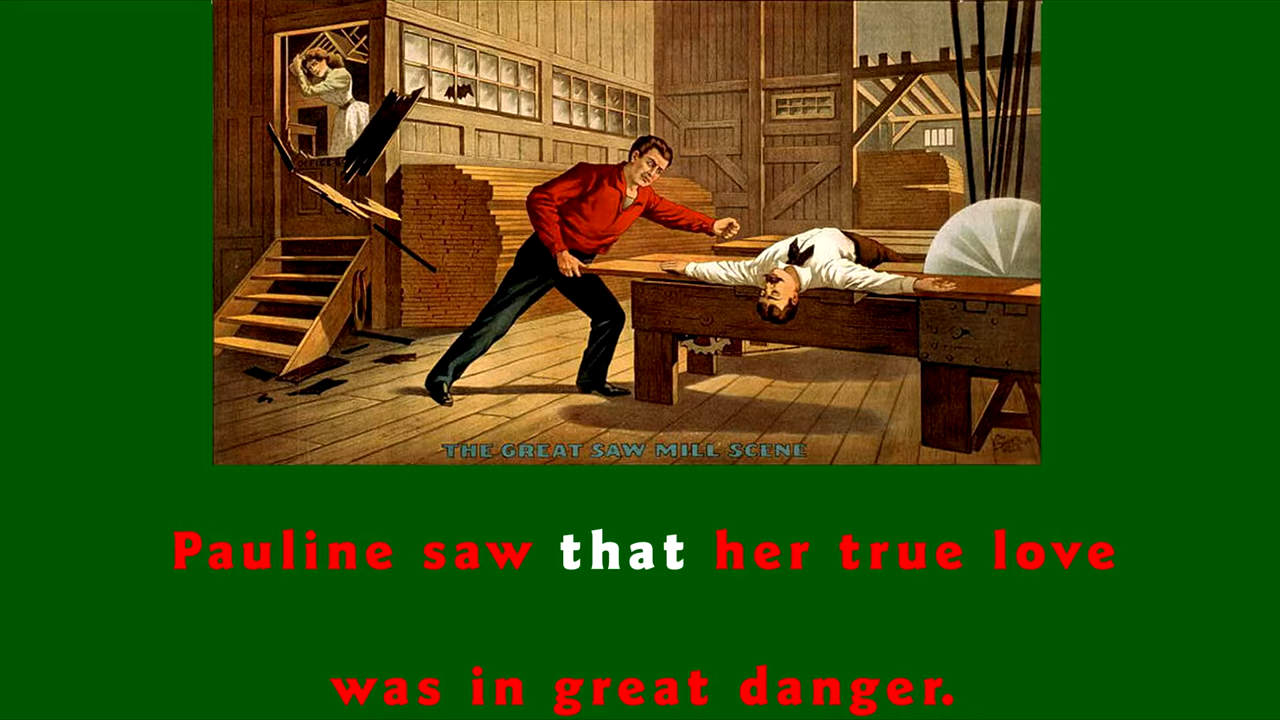 THE GREAT SAW MILL SCENE
Pauline saw that her true love
was in great danger.